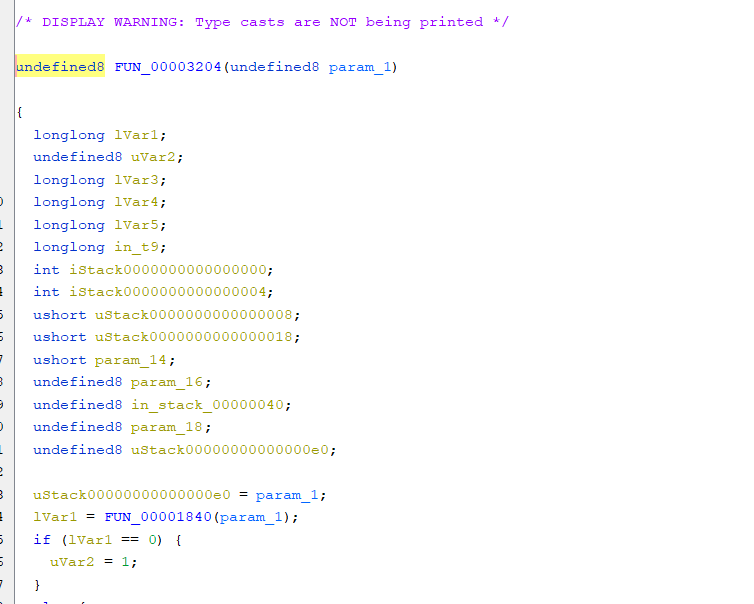 /* DISPLAY WARNING: Type casts are NOT being printed */
undefined8 FUN_00003204(undefined8 param_1)
{
longlong lVar1;
undefined8 uVar2;
longlong lVar3;
longlong lVar4;
longlong lVar5;
longlong in_t9;
int iStack0000000000000000;
int iStack0000000000000004;
ushort uStack0000000000000008;
ushort uStack0000000000000018;
ushort param_14;
undefined8 param_16;
undefined8 in_stack_00000040;
undefined8 param_18;
undefined8 uStack00000000000000e0;
uStack00000000000000e0 = param_1;
lVar1 = FUN_00001840(param_1);
if (lVar1 == 0) {
uVar2 = 1;
}